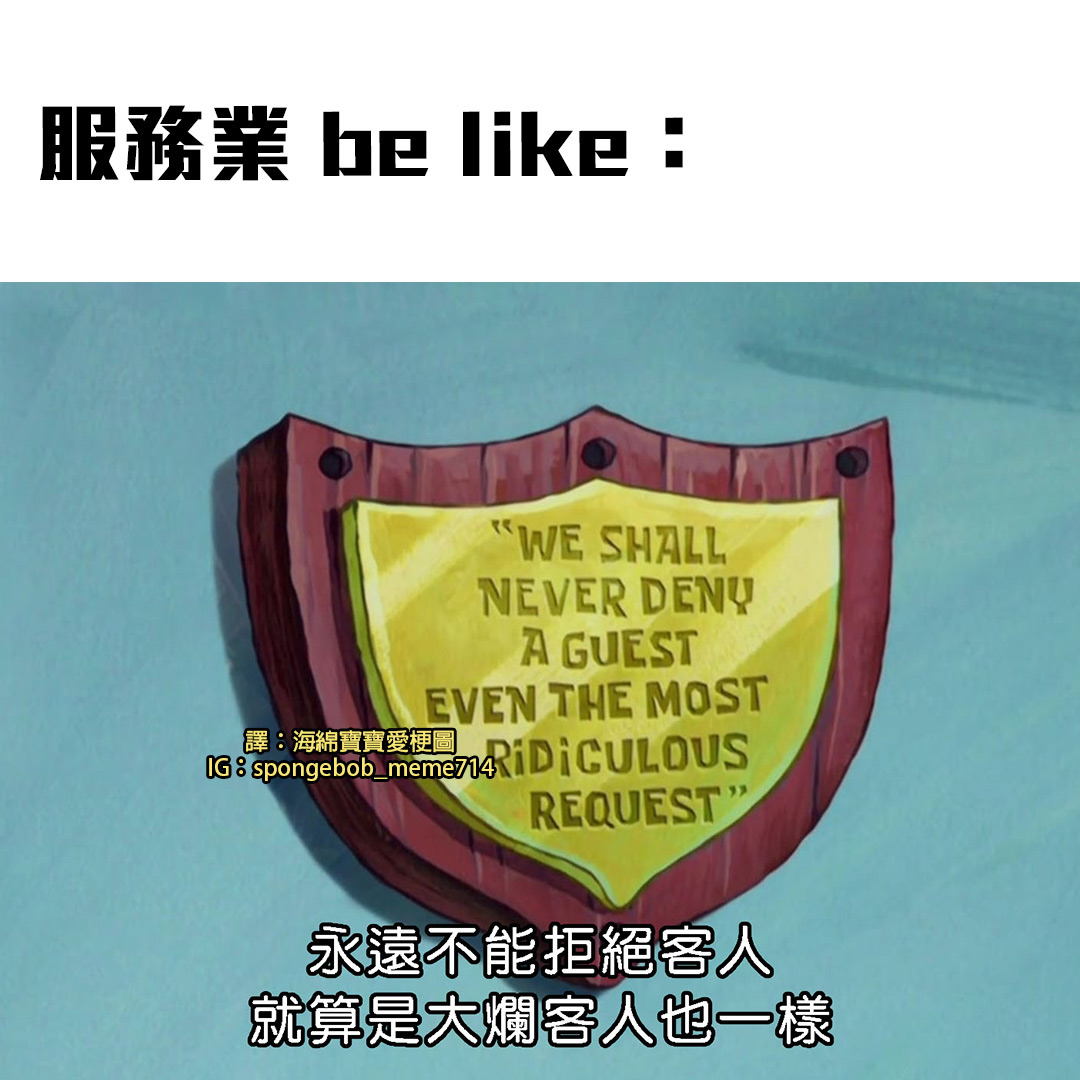 服務業 be like：
“WE SHALL
NEVER DENY
A GUEST
EVEN THE MOST
RiDiCULOUS
REQUEST”
譯：海綿寶寶愛梗圖
IG：spongebob_meme714
永遠不能拒絕客人
就算是大爛客人也一樣